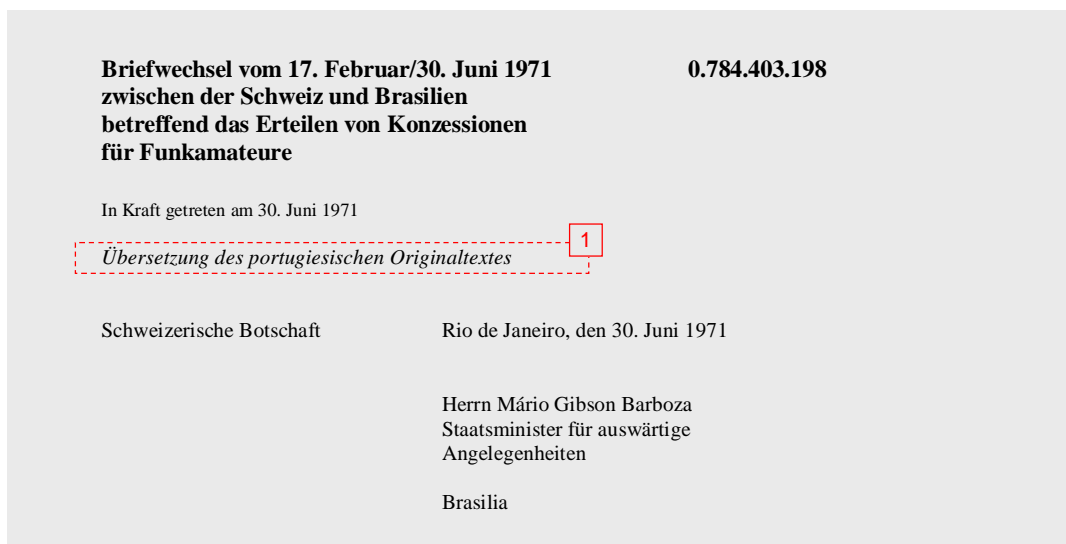 Briefwechsel vom 17. Februar/30. Juni 1971 0.784.403.198
zwischen der Schweiz und Brasilien
betreffend das Erteilen von Konzessionen
für Funkamateure
In Kraft getreten am 30. Juni 1971
1
Übersetzung des portugiesischen Originaltextes
Schweizerische Botschaft Rio de Janeiro, den 30. Juni 1971
Herrn Mário Gibson Barboza
Staatsminister für auswärtige
Angelegenheiten
Brasilia